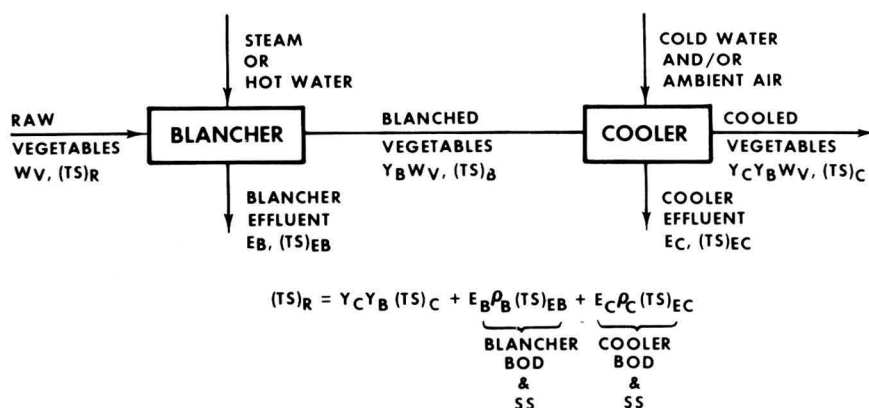 STEAM
OR
HOT WATER
COLD WATER
AND/OR
AMBIENT AIR
RAW
VEGETABLES
WV, (TS)R
BLANCHER
BLANCHED
VEGETABLES
YBWV, (TS)B
COOLER
COOLED
VEGETABLES
YCYBWV, (TS)C
BLANCHER
EFFLUENT
EB, (TS)EB
COOLER
EFFLUENT
EC, (TS)EC
(TS)R = YCYB (TS)C + EBρB(TS)EB + ECρC(TS)EC
BLANCHER
BOD
&
SS
COOLER
BOD
&
SS